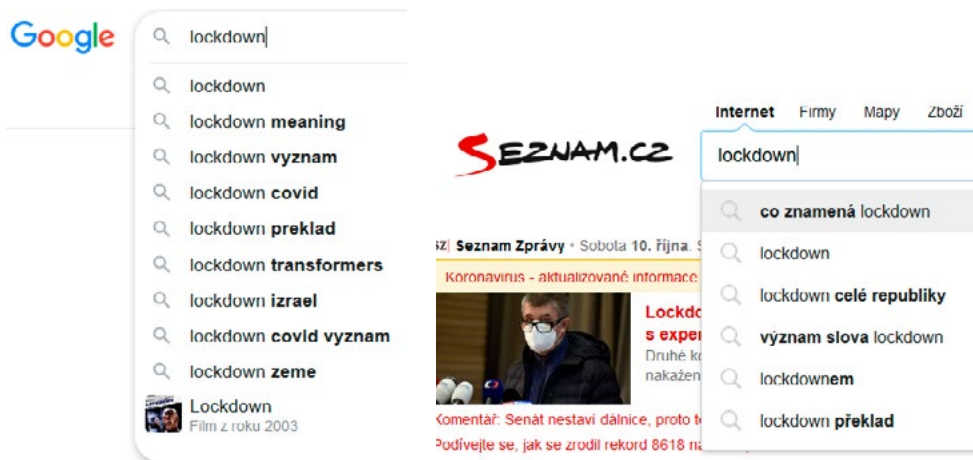 Google
lockdown
lockdown
lockdown meaning
lockdown vyznam
lockdown covid
lockdown preklad
lockdown transformers
lockdown izrael
lockdown covid vyznam
lockdown zeme
Lockdown
Film z roku 2003
Internet Firmy Mapy Zboží
SEZNAM.CZ
lockdown
co znamená lockdown
lockdown
lockdown celé republiky
význam slova lockdown
lockdownem
lockdown překlad
SZ| Seznam Zprávy • Sobota 10. října.
Koronavirus - aktualizované informace
Lockdo
s exper
Druhé ko
nakažen
Komentář: Senát nestaví dálnice, proto t
Podívejte se, jak se zrodil rekord 8618 na